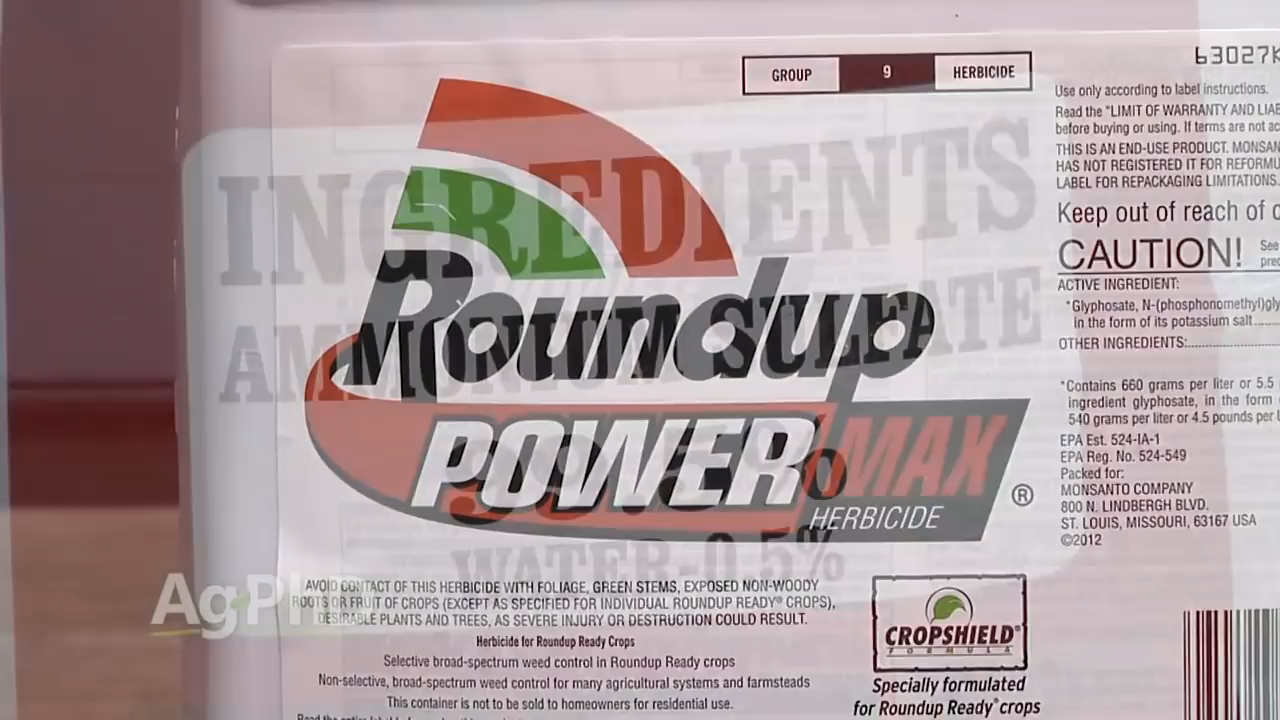 GROUP 9 HERBICIDE
63027K
Use only according to label instructions.
Read the "LIMIT OF WARRANTY AND
before buying or using. If terms are not
THIS IS AN END-USE PRODUCT.
HAS NOT REGISTERED IT FOR
LABEL FOR REPACKAGING LIMITATIONS.
Keep out of reach of
CAUTION! See
ACTIVE INGREDIENT:
*Glyphosate,
in the form of its potassium salt
OTHER INGREDIENTS:
*Contains 660 grams per liter or 5.5
ingredient glyphosate, in the form
540 grams per liter or 4.5 pounds per
EPA Est. 524-IA-1
EPA Reg. No. 524-549
Packed for:
MONSANTO COMPANY
800 N. LINDBERGH BLVD.
ST. LOUIS, MISSOURI, 63167 USA
©2012
INGREDIENTS
AMMONIUM SULFATE
Roundup
POWERMAX®
HERBICIDE
WATER-0.5%
AVOID CONTACT OF THIS HERBICIDE WITH FOLIAGE, GREEN STEMS, EXPOSED NON-WOODY
ROOTS OR FRUIT OF CROPS (EXCEPT AS SPECIFIED FOR INDIVIDUAL ROUNDUP READY® CROPS),
DESIRABLE PLANTS AND TREES, AS SEVERE INJURY OR DESTRUCTION COULD RESULT.
Herbicide for Roundup Ready Crops
Selective broad-spectrum weed control in Roundup Ready crops
Non-selective, broad-spectrum weed control for many agricultural systems and farmsteads
This container is not to be sold to homeowners for residential use.
CROPSHIELD®
FORMULA
Specially formulated
for Roundup Ready® crops